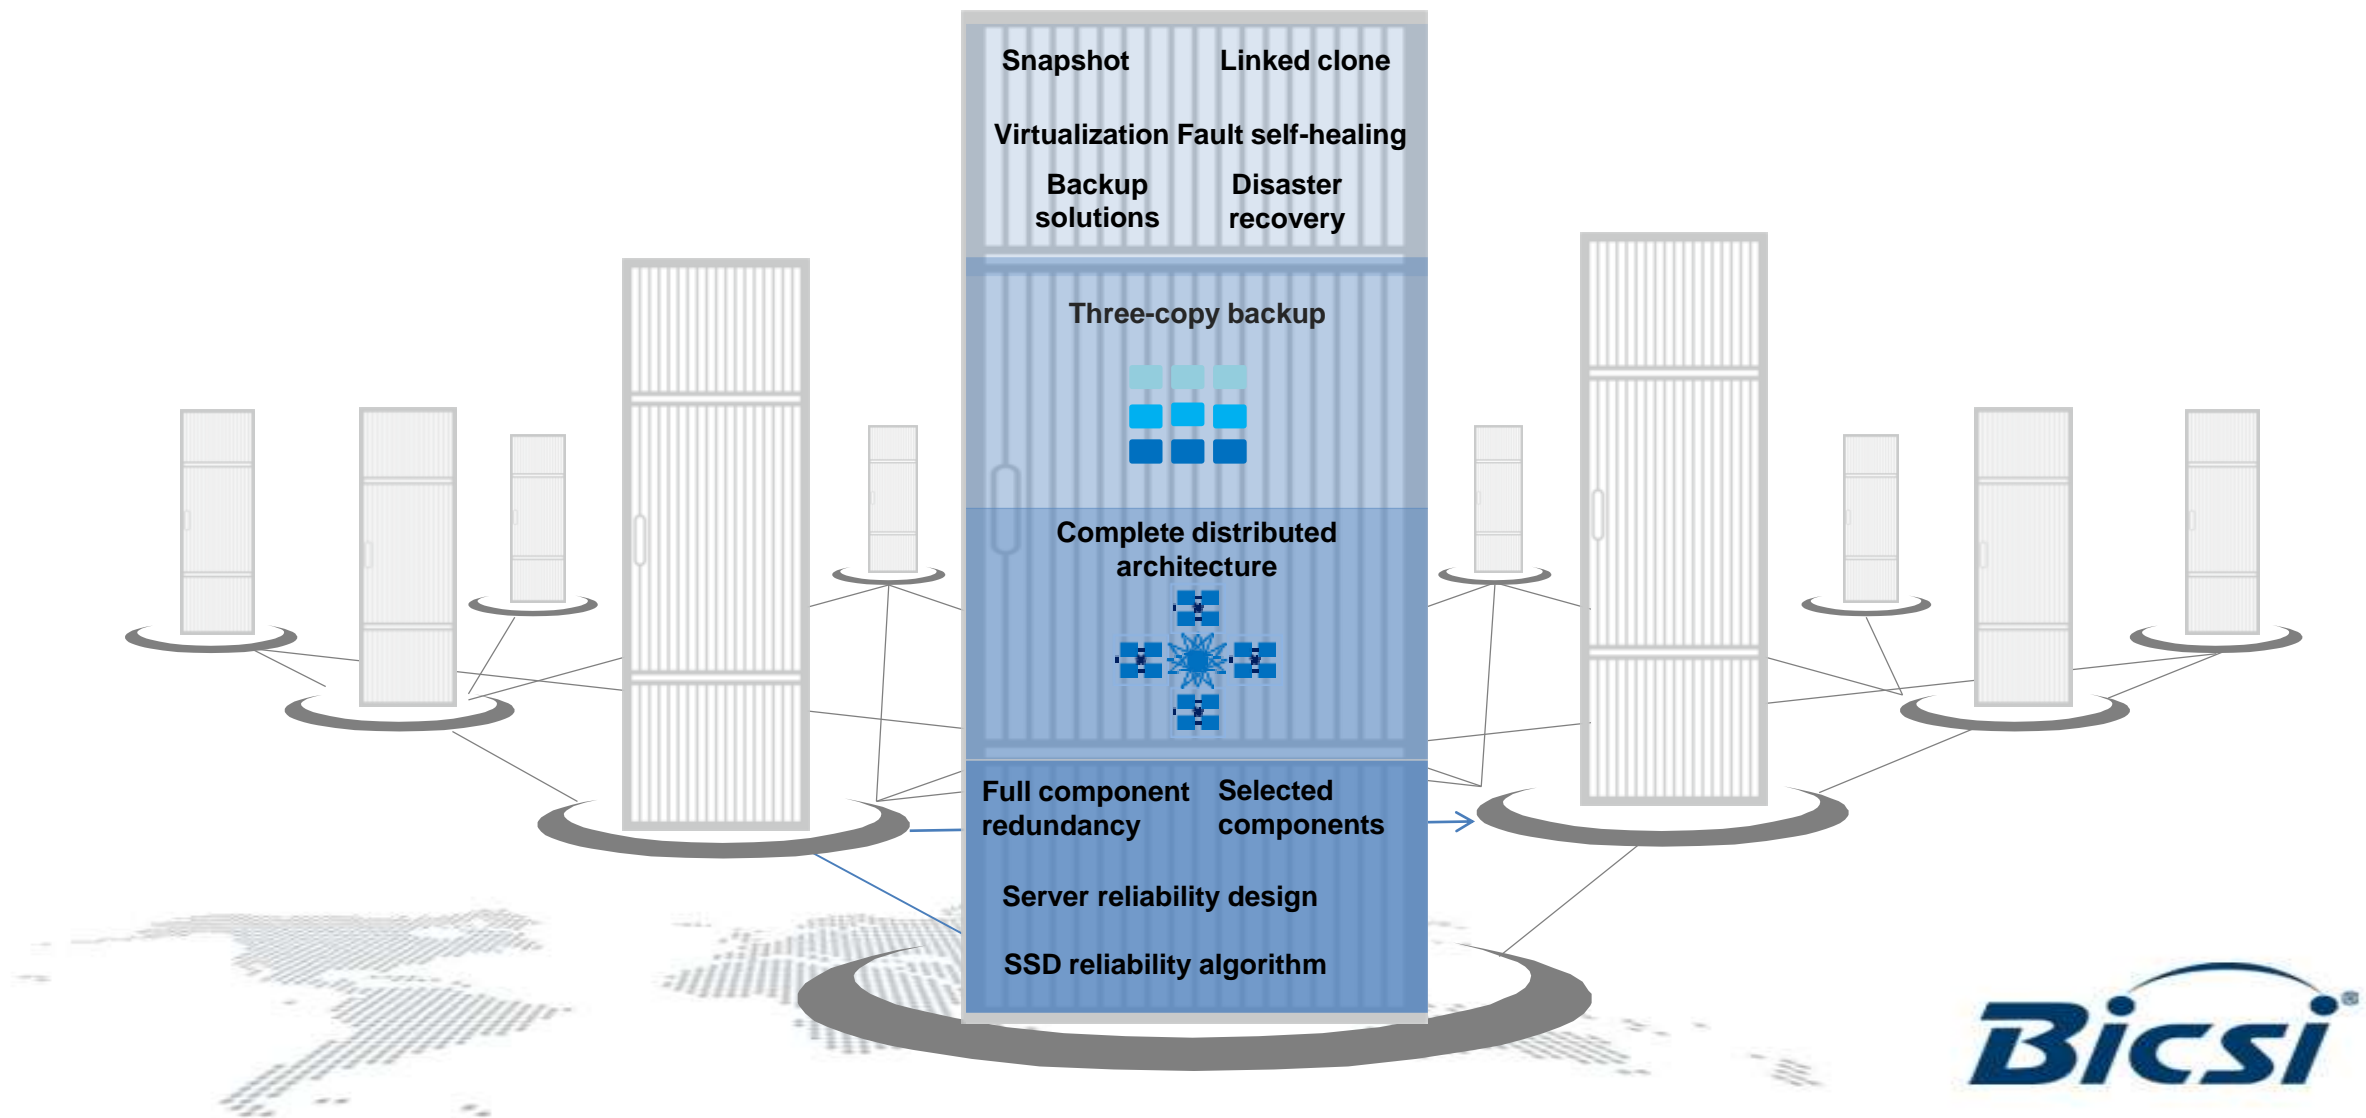 Snapshot Linked clone
Virtualization Fault self-healing
Backup Disaster
solutions recovery
Three-copy backup
Complete distributed
architecture
Full component Selected
redundancy components
Server reliability design
SSD reliability algorithm
Bicsi®